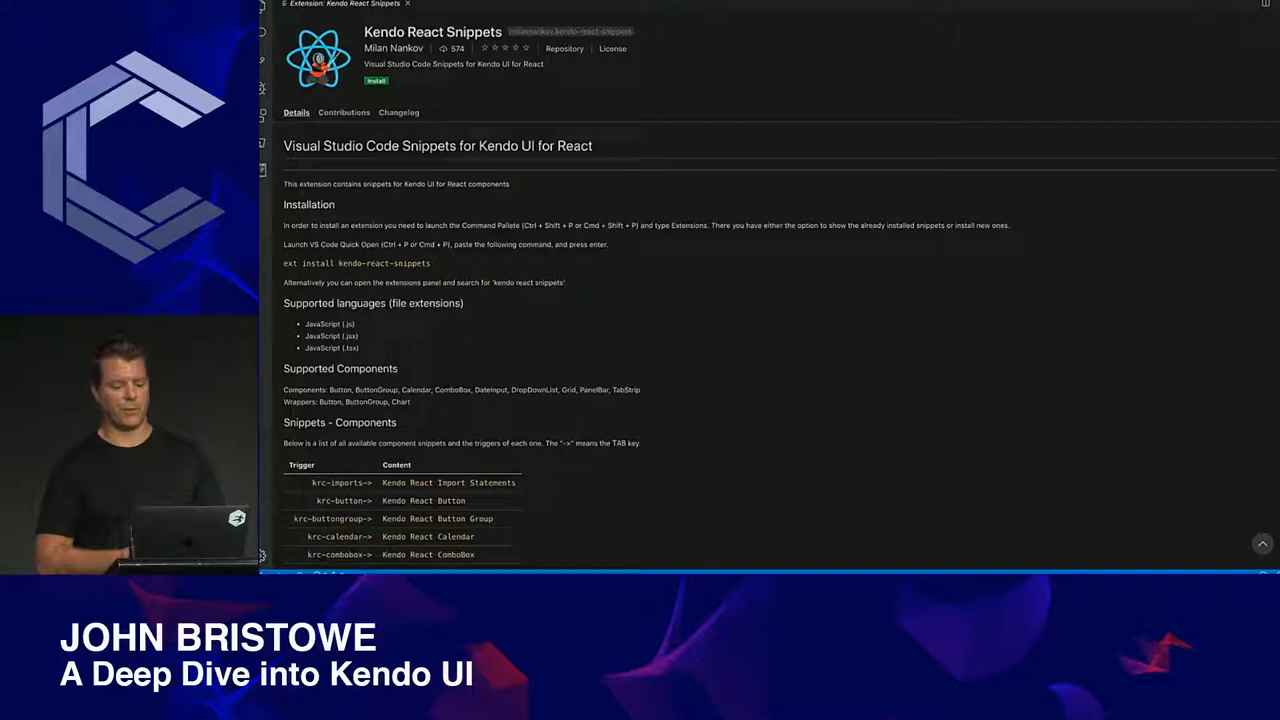 Extension: Kendo React Snippets
Kendo React Snippets milannankov.kendo-react-snippets
Milan Nankov 574 Repository License
Visual Studio Code Snippets for Kendo UI for React
Install
Details Contributions Changelog
Visual Studio Code Snippets for Kendo UI for React
This extension contains snippets for Kendo UI for React components
Installation
In order to install an extension you need to launch the Command Pallete (Ctrl + Shift + P or Cmd + Shift + P) and type Extensions. There you have either the option to show the already installed snippets or install new ones.
Launch VS Code Quick Open (Ctrl + P or Cmd + P), paste the following command, and press enter.
ext install kendo-react-snippets
Alternatively you can open the extensions panel and search for 'kendo react snippets'.
Supported languages (file extensions)
• JavaScript (.js)
• JavaScript (.jsx)
• JavaScript (.tsx)
Supported Components
Components: Button, ButtonGroup, Calendar, ComboBox, DateInput, DropDownList, Grid, PanelBar, TabStrip
Wrappers: Button, ButtonGroup, Chart
Snippets - Components
Below is a list of all available component snippets and the triggers of each one. The "->" means the TAB key.
Trigger Content
krc-imports-> Kendo React Import Statements
krc-button-> Kendo React Button
krc-buttongroup-> Kendo React Button Group
krc-calendar-> Kendo React Calendar
krc-combobox-> Kendo React ComboBox
JOHN BRISTOWE
A Deep Dive into Kendo UI